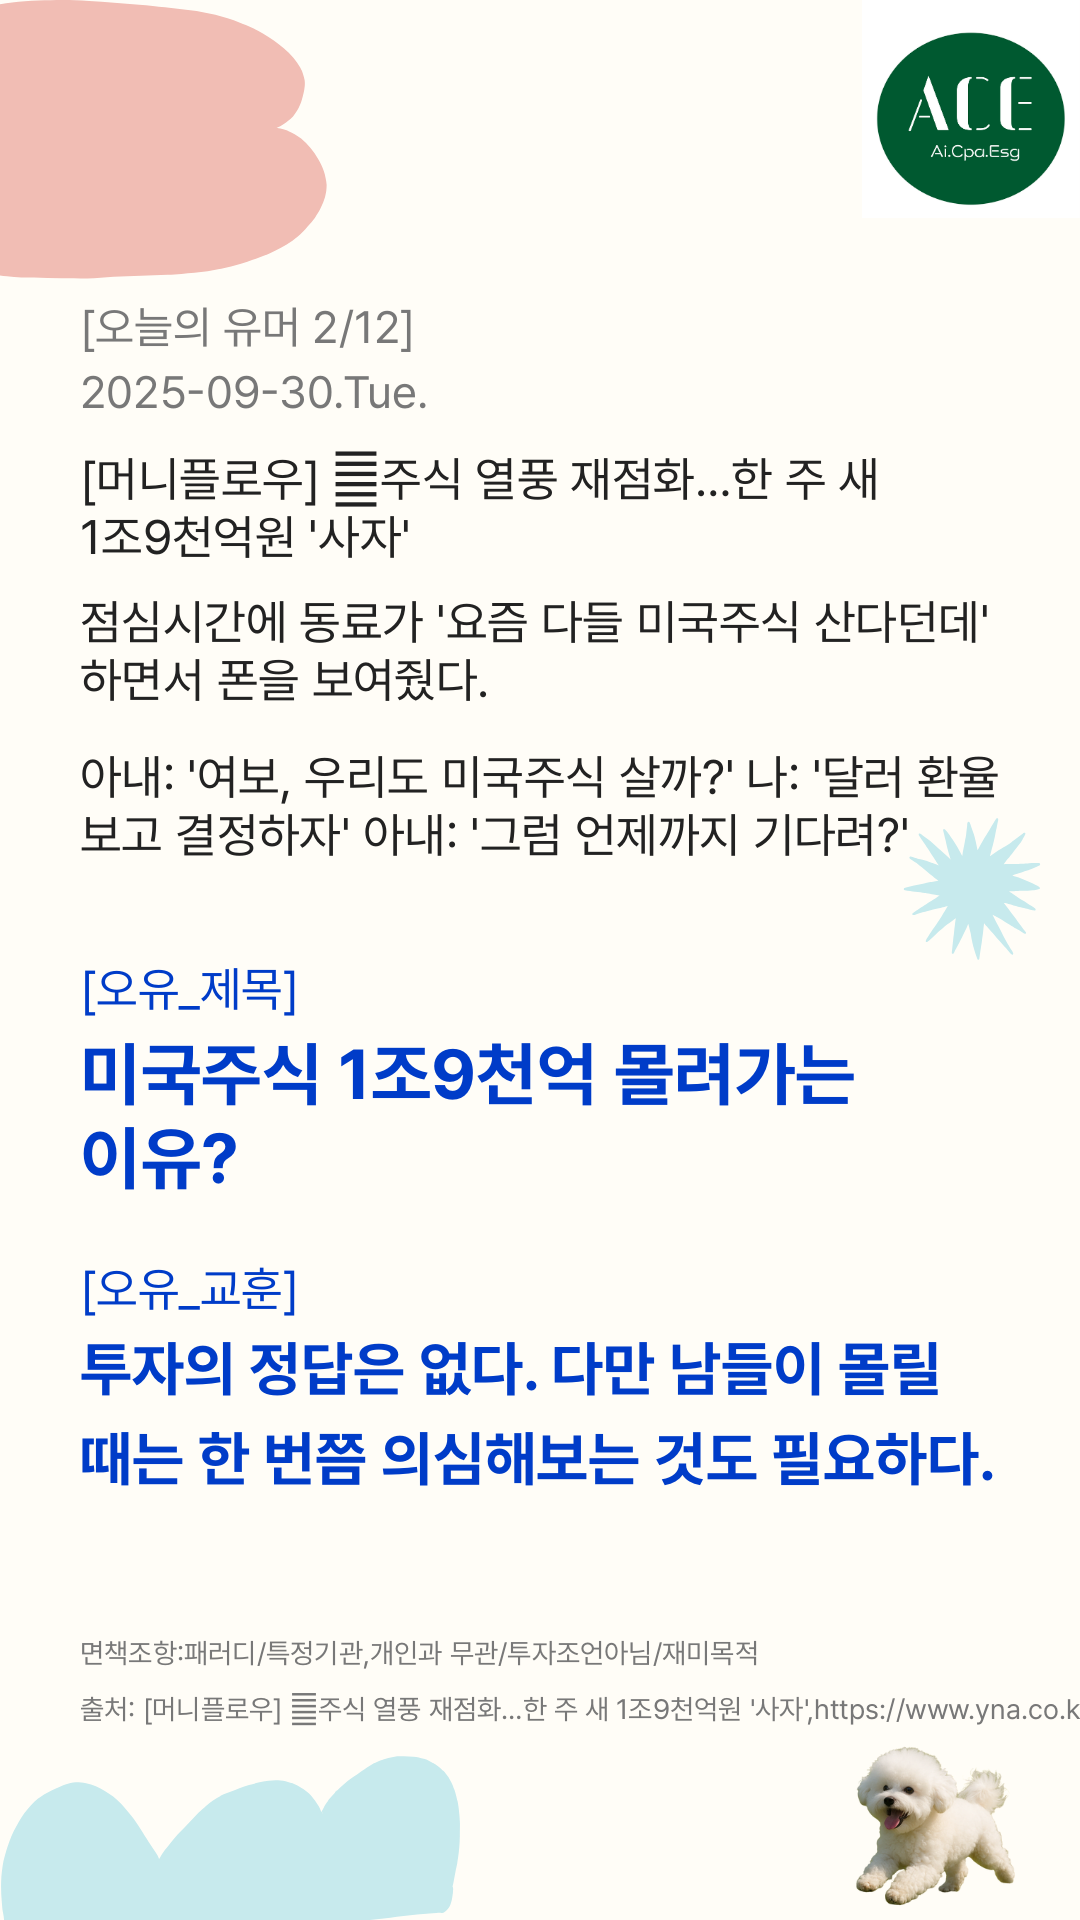 ACE
Ai.Cpa.Esg
[오늘의 유머 2/12]
2025-09-30.Tue.
[머니플로우] 주식 열풍 재점화...한 주 새
1조9천억원 '사자'
점심시간에 동료가 '요즘 다들 미국주식 산다던데'
하면서 폰을 보여줬다.
아내: '여보, 우리도 미국주식 살까?' 나: '달러 환율
보고 결정하자' 아내: '그럼 언제까지 기다려?'
[오유_제목]
미국주식 1조9천억 몰려가는
이유?
[오유_교훈]
투자의 정답은 없다. 다만 남들이 몰릴
때는 한 번쯤 의심해보는 것도 필요하다.
면책조항:패러디/특정기관,개인과 무관/투자조언아님/재미목적
출처: [머니플로우] 주식 열풍 재점화...한 주 새 1조9천억원 '사자',https://www.yna.co.k